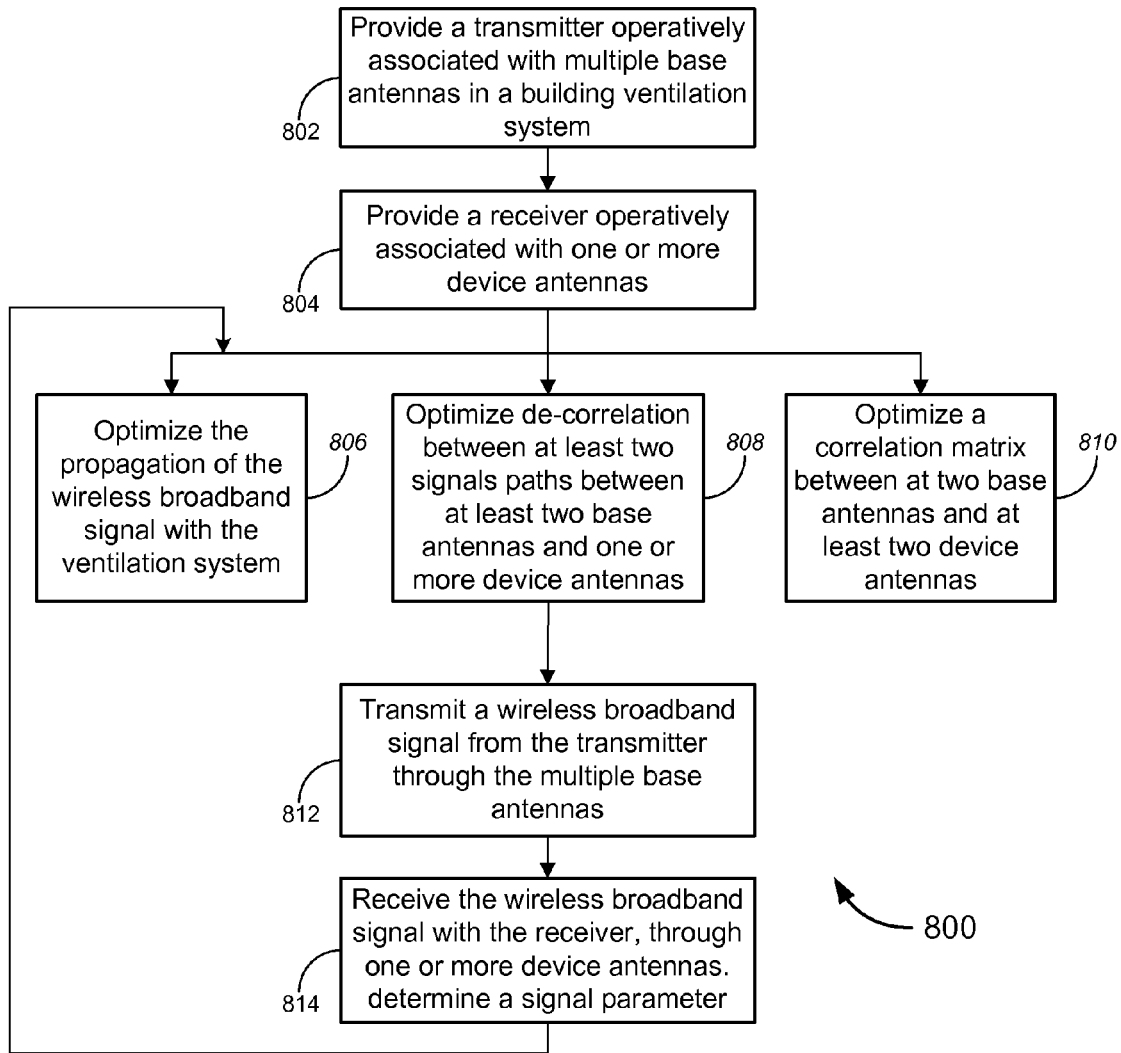 Provide a transmitter operatively
associated with multiple base
antennas in a building ventilation
system
802
Provide a receiver operatively
associated with one or more
device antennas
804
Optimize the
propagation of the
wireless broadband
signal with the
ventilation system
806
Optimize de-correlation
between at least two
signals paths between
at least two base
antennas and one or
more device antennas
808
Optimize a
correlation matrix
between at two base
antennas and at
least two device
antennas
810
Transmit a wireless broadband
signal from the transmitter
through the multiple base
antennas
812
Receive the wireless broadband
signal with the receiver, through
one or more device antennas.
determine a signal parameter
814
800